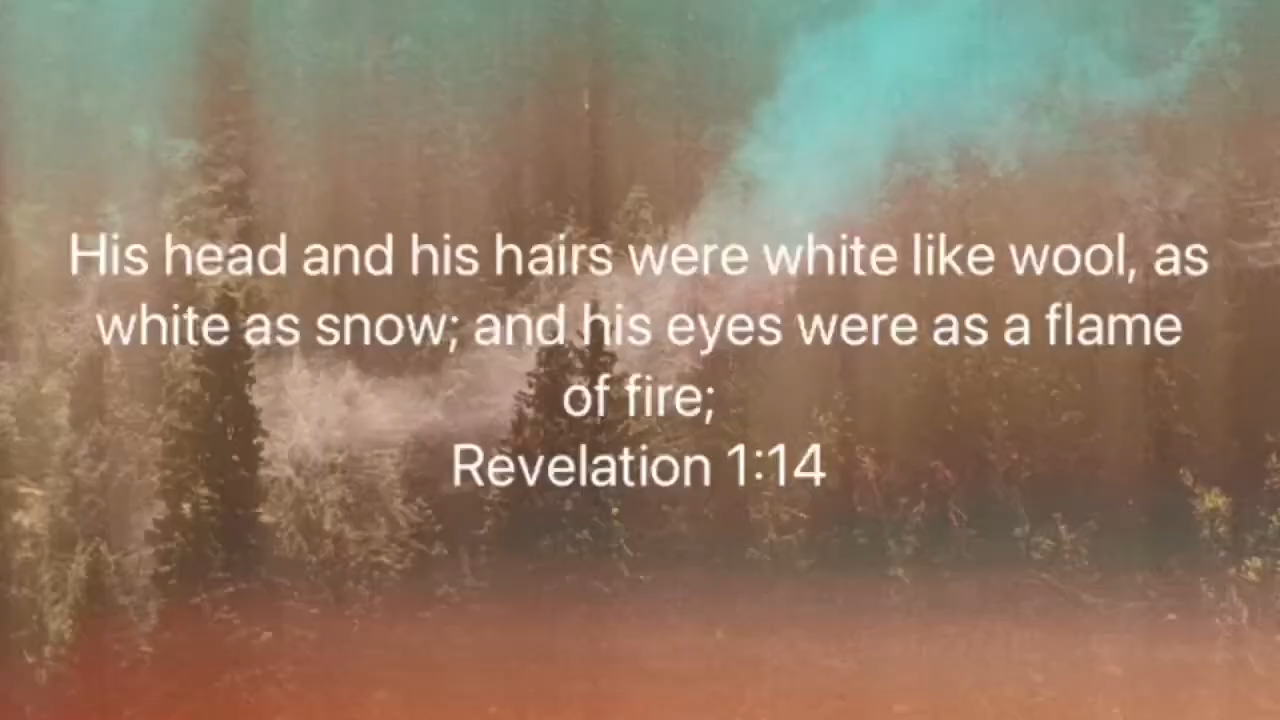 His head and his hairs were white like wool, as
white as snow; and his eyes were as a flame
of fire;
Revelation 1:14